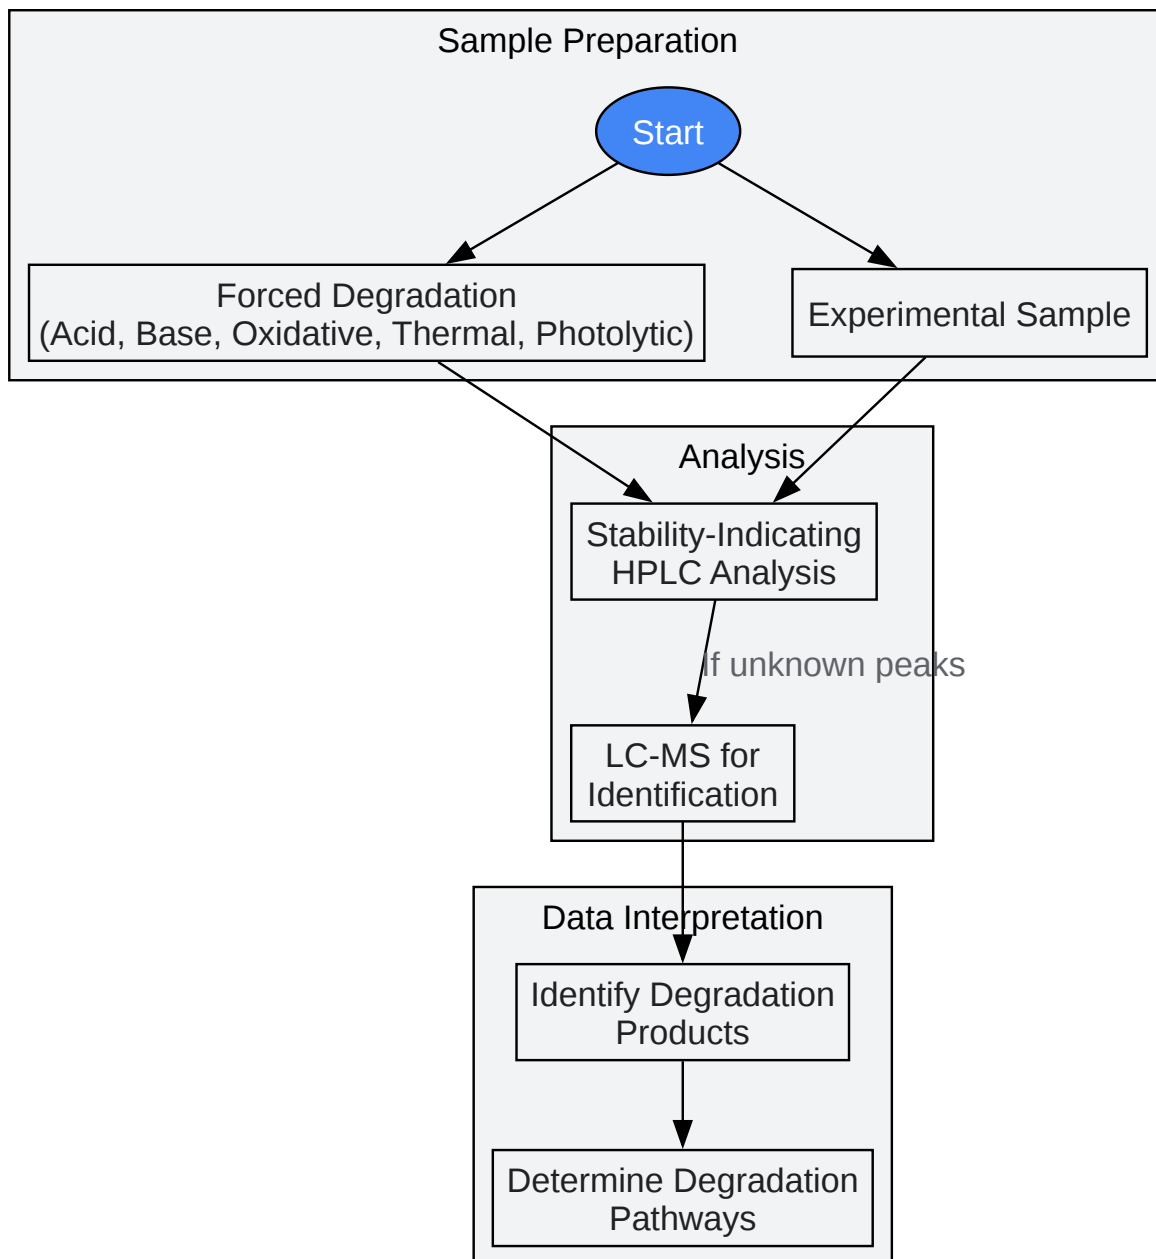 Sample Preparation
Start
Forced Degradation
(Acid, Base, Oxidative, Thermal, Photolytic)
Experimental Sample
Analysis
Stability-Indicating
HPLC Analysis
If unknown peaks
LC-MS for
Identification
Data Interpretation
Identify Degradation
Products
Determine Degradation
Pathways